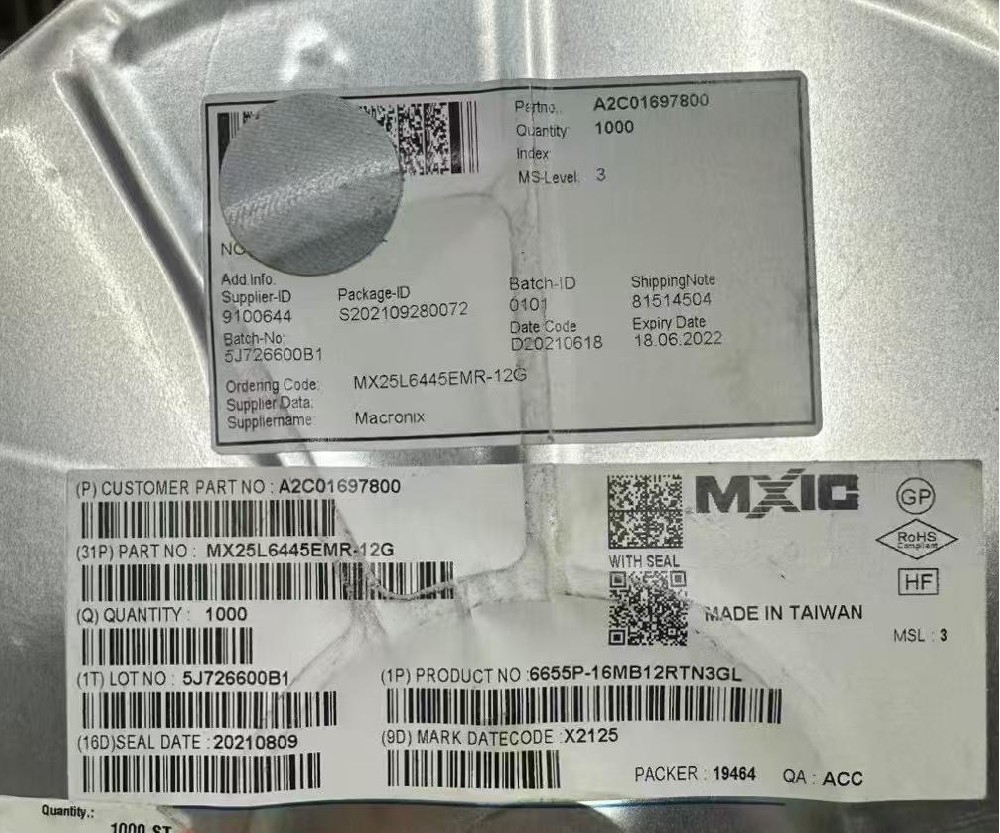 Partno.: A2C01697800
Quantity: 1000
Index:
MS-Level: 3
NO
Add.Info.
Supplier-ID Package-ID Batch-ID ShippingNote
9100644 S202109280072 0101 81514504
Batch-No: Date Code Expiry Date
5J726600B1 D20210618 18.06.2022
Ordering Code: MX25L6445EMR-12G
Supplier Data:
Suppliername: Macronix
(P) CUSTOMER PART NO : A2C01697800
MXIC
GP
(31P) PART NO : MX25L6445EMR-12G
WITH SEAL
RoHS
Compliant
HF
(Q) QUANTITY : 1000
MADE IN TAIWAN
MSL : 3
(1T) LOT NO : 5J726600B1
(1P) PRODUCT NO :6655P-16MB12RTN3GL
(16D)SEAL DATE :20210809
(9D) MARK DATECODE :X2125
PACKER : 19464 QA : ACC
Quantity.:
1000 ST